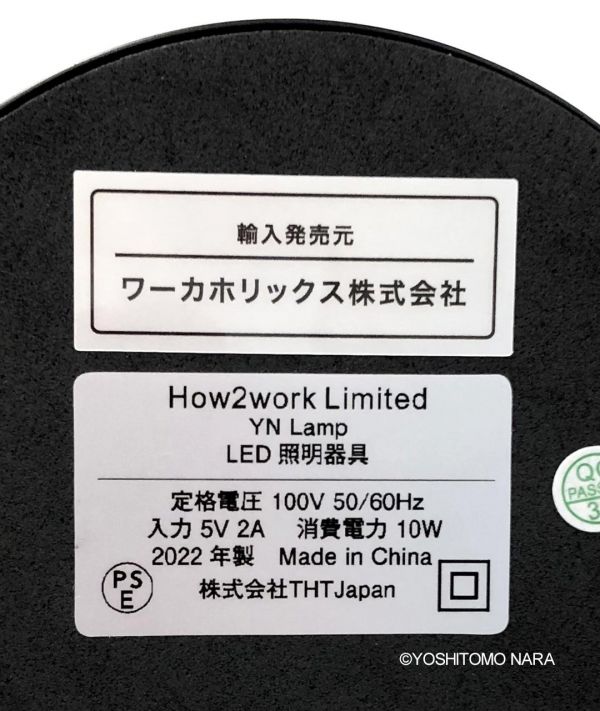 輸入発売元
ワーカホリックス株式会社
How2work Limited
YN Lamp
LED 照明器具
定格電圧 100V 50/60Hz
入力 5V 2A 消費電力 10W
2022 年製 Made in China
PS
E
株式会社THTJapan
©YOSHITOMO NARA